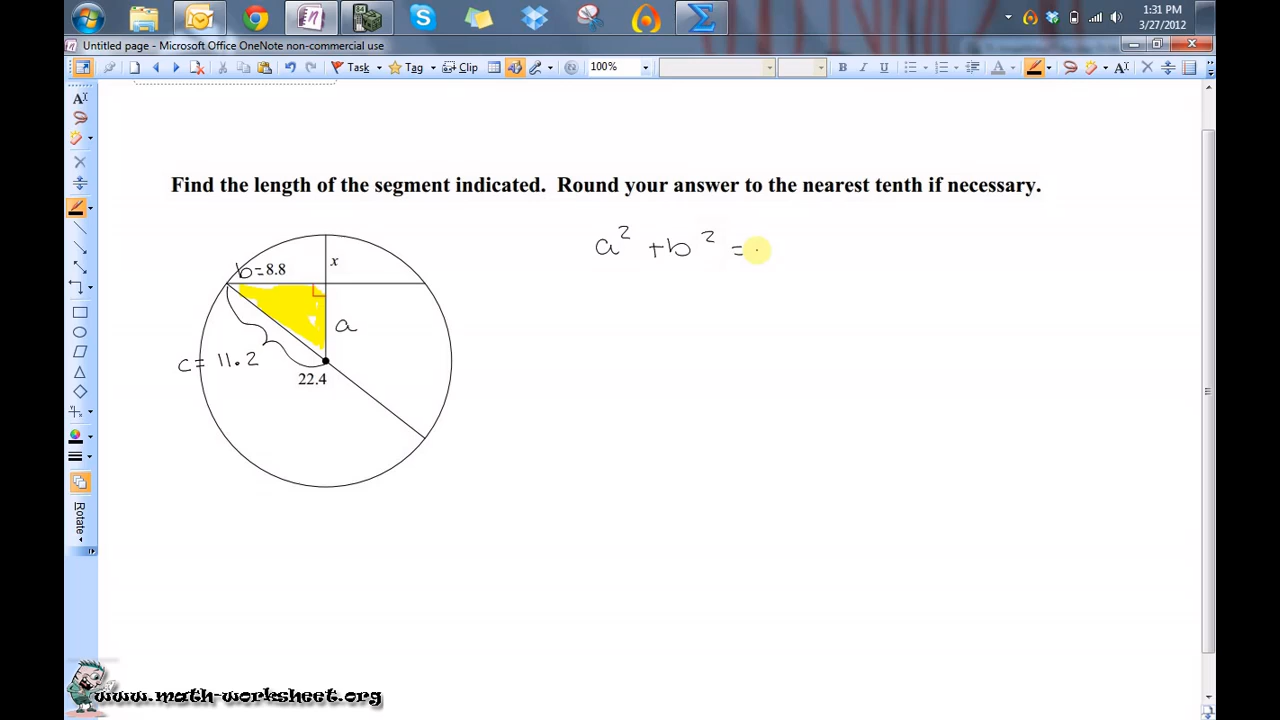 1:31 PM
3/27/2012
Untitled page - Microsoft Office OneNote non-commercial use
Task Tag Clip 100% B I U A
Find the length of the segment indicated. Round your answer to the nearest tenth if necessary.
a² + b² =
x
b = 8.8
a
c = 11.2
22.4
Rotate
www.math-worksheet.org